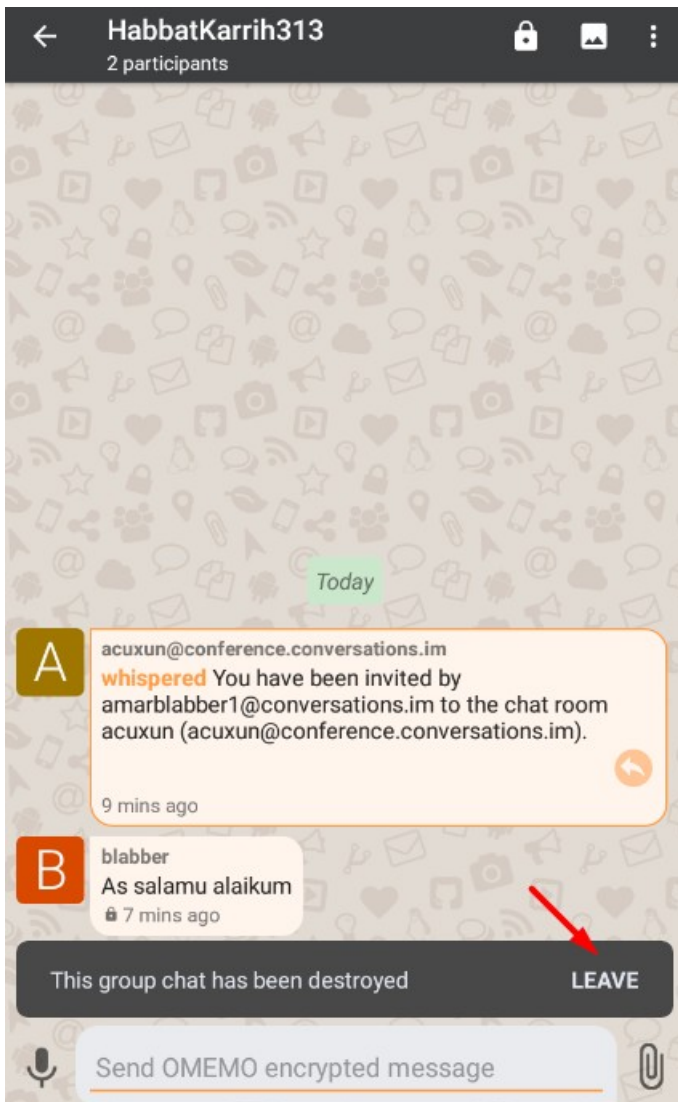 HabbatKarrih313
2 participants
Today
A
acuxun@conference.conversations.im
whispered You have been invited by
amarblabber1@conversations.im to the chat room
acuxun (acuxun@conference.conversations.im).
9 mins ago
B
blabber
As salamu alaikum
7 mins ago
This group chat has been destroyed LEAVE
Send OMEMO encrypted message